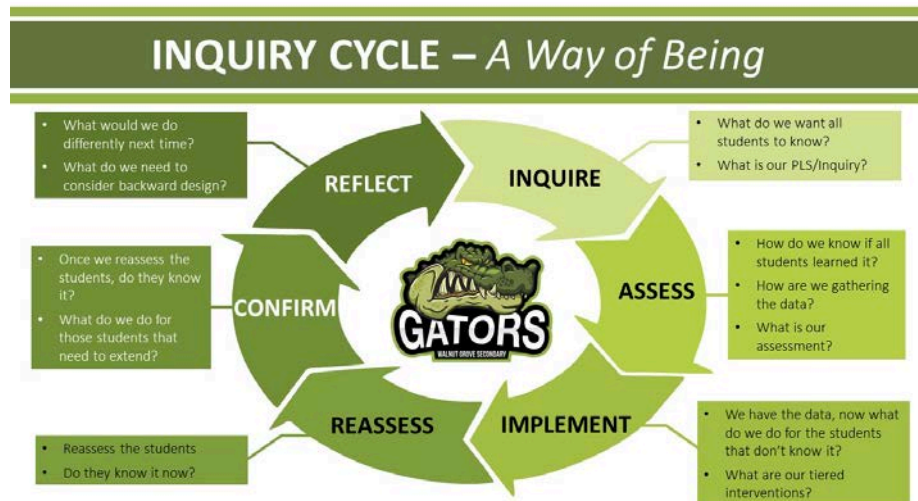 INQUIRY CYCLE – A Way of Being
• What would we do
differently next time?
• What do we need to
consider backward design?
REFLECT
INQUIRE
• What do we want all
students to know?
• What is our PLS/Inquiry?
• Once we reassess the
students, do they know
it?
• What do we do for
those students that
need to extend?
CONFIRM
GATORS
WALNUT GROVE SECONDARY
ASSESS
• How do we know if all
students learned it?
• How are we gathering
the data?
• What is our
assessment?
• Reassess the students
• Do they know it now?
REASSESS
IMPLEMENT
• We have the data, now what
do we do for the students
that don't know it?
• What are our tiered
interventions?